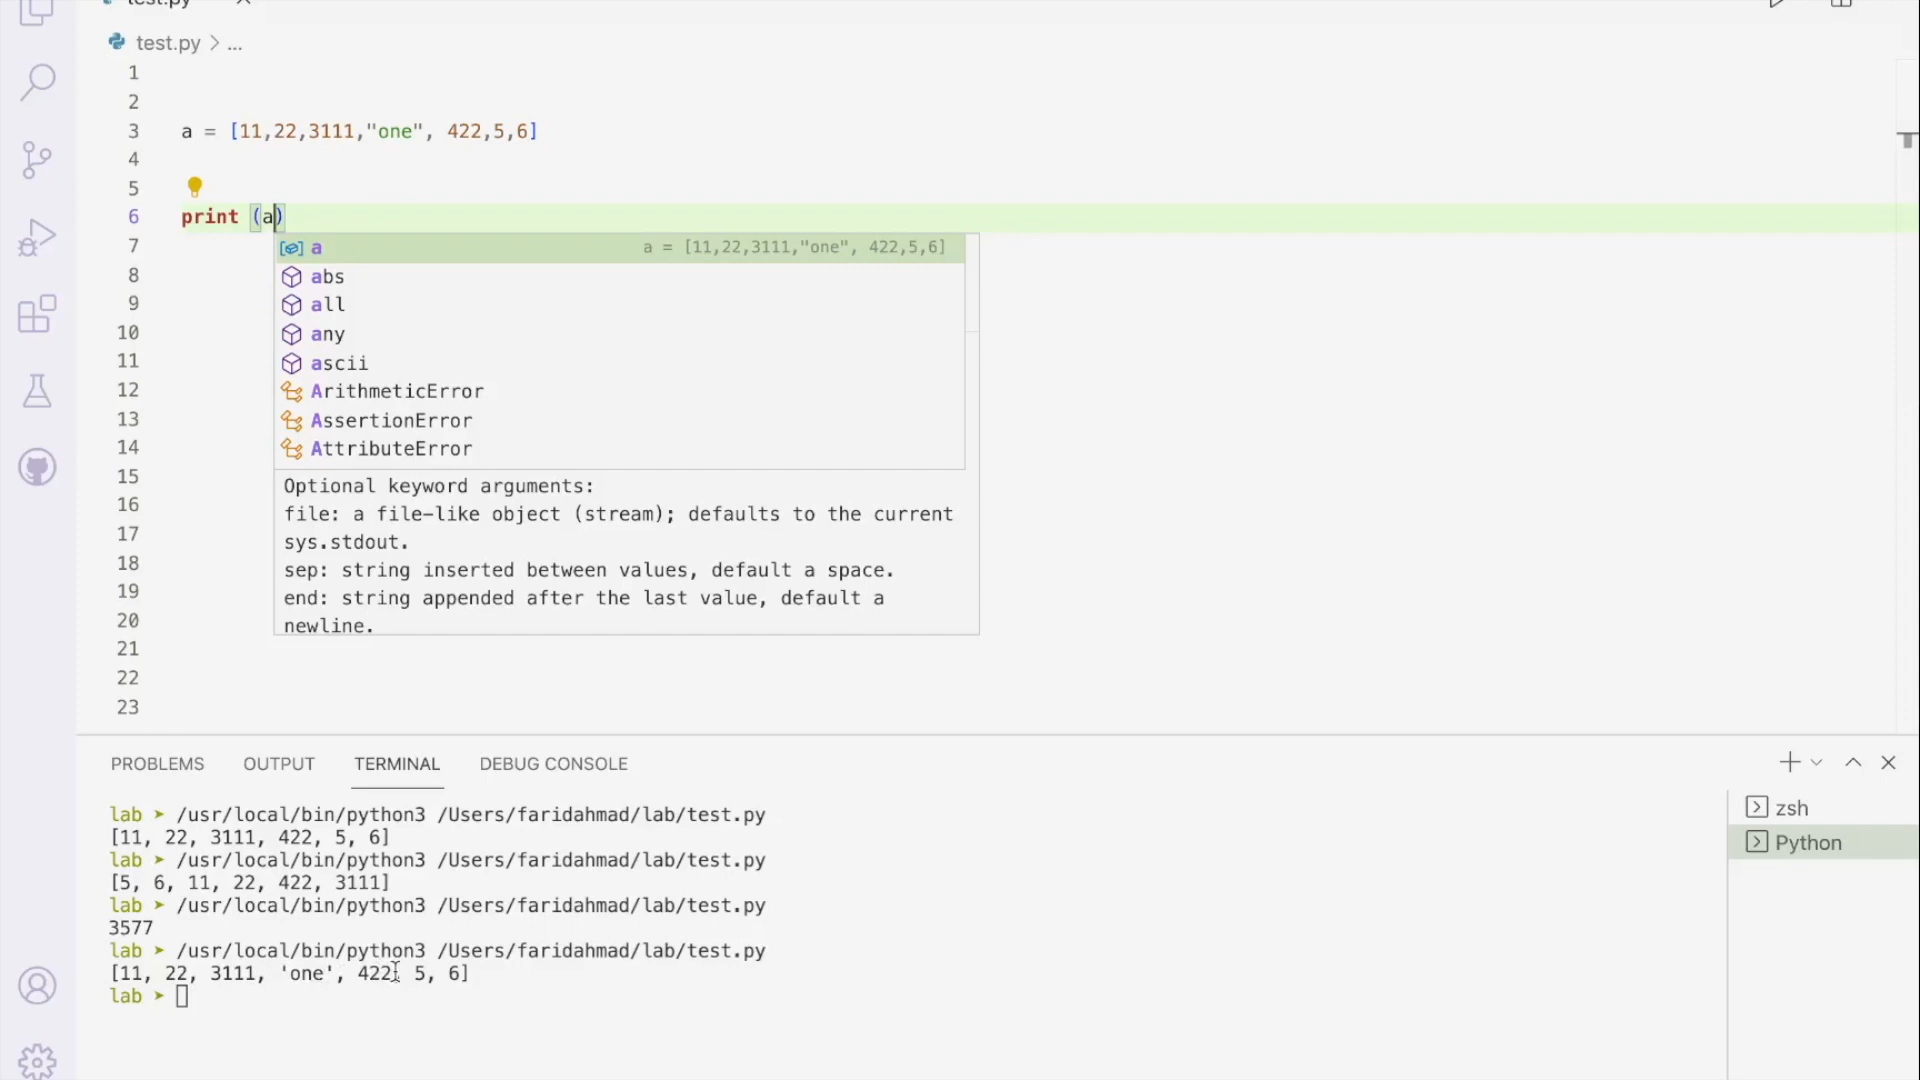 test.py
test.py > ...
1
2
3 a = [11,22,3111,"one", 422,5,6]
4
5
6 print (a)
7
8
9
10
11
12
13
14
15
16
17
18
19
20
21
22
23
a a = [11,22,3111,"one", 422,5,6]
abs
all
any
ascii
ArithmeticError
AssertionError
AttributeError
Optional keyword arguments:
file: a file-like object (stream); defaults to the current
sys.stdout.
sep: string inserted between values, default a space.
end: string appended after the last value, default a
newline.
PROBLEMS OUTPUT TERMINAL DEBUG CONSOLE
lab ➤ /usr/local/bin/python3 /Users/faridahmad/lab/test.py
[11, 22, 3111, 422, 5, 6]
lab ➤ /usr/local/bin/python3 /Users/faridahmad/lab/test.py
[5, 6, 11, 22, 422, 3111]
lab ➤ /usr/local/bin/python3 /Users/faridahmad/lab/test.py
3577
lab ➤ /usr/local/bin/python3 /Users/faridahmad/lab/test.py
[11, 22, 3111, 'one', 422, 5, 6]
lab ➤
zsh
Python